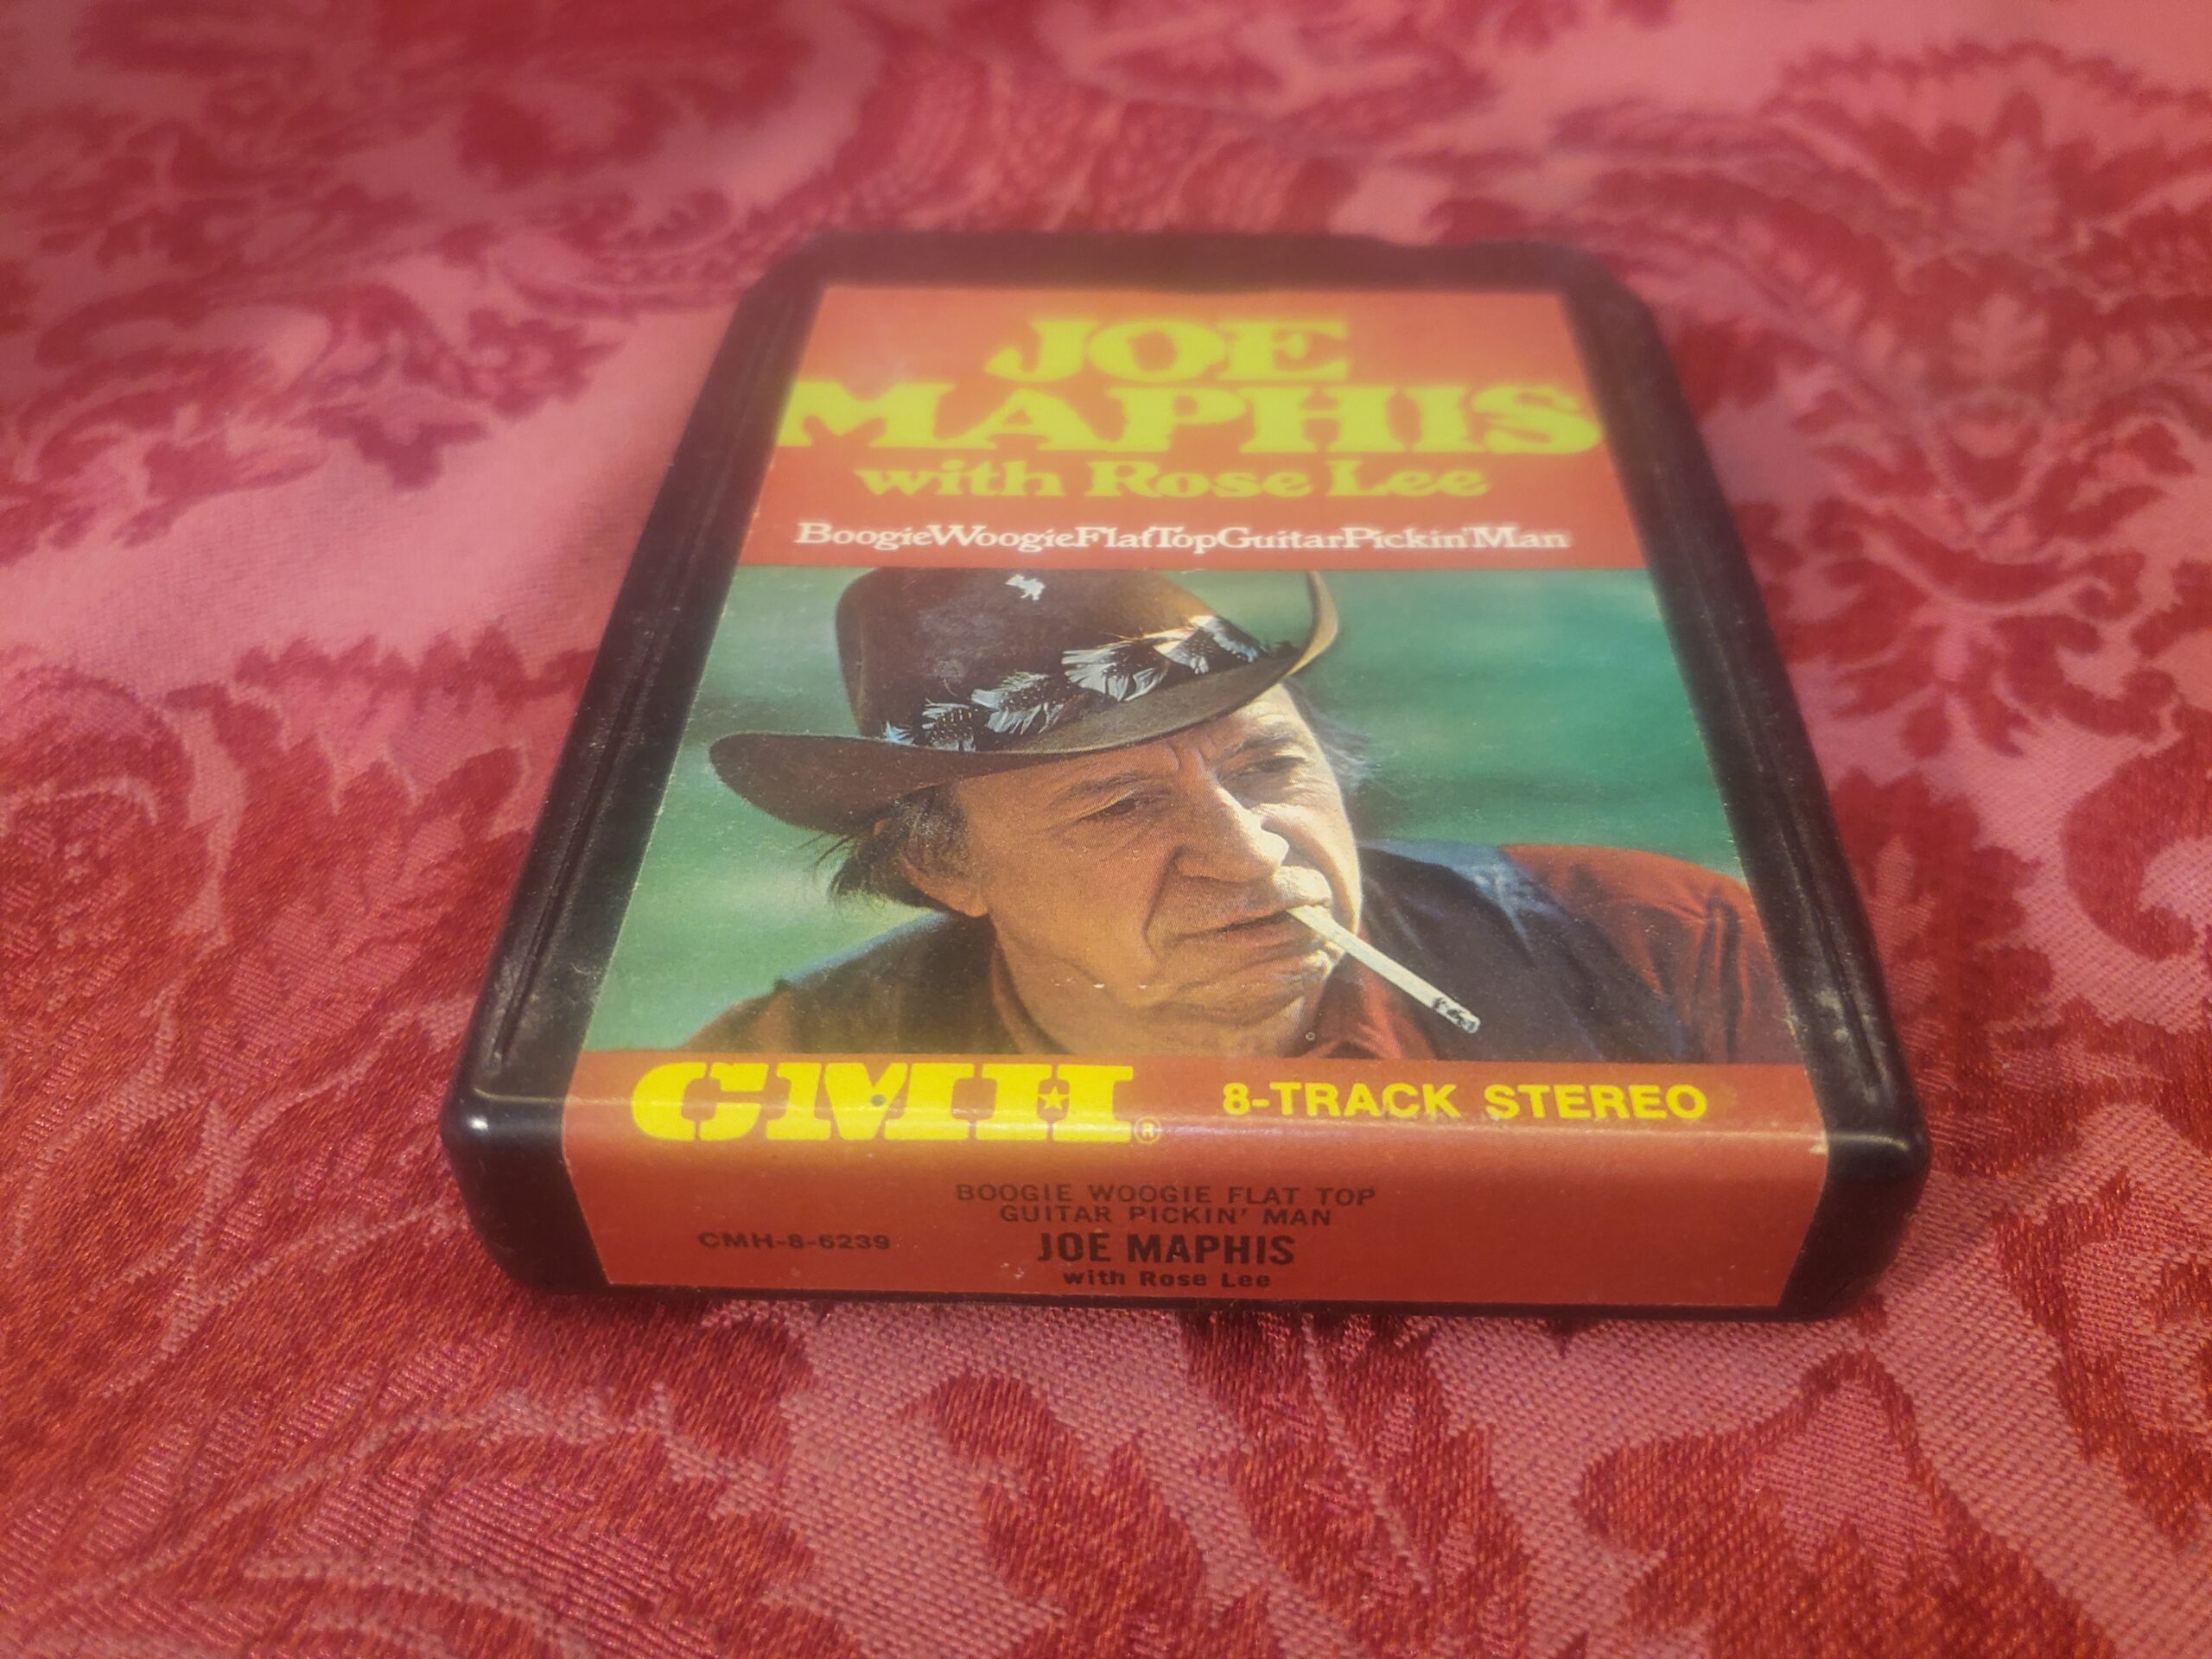 JOE
MAPHIS
with Rose Lee
BoogieWoogieFlatTopGuitarPickin'Man
CMH®
8-TRACK STEREO
BOOGIE WOOGIE FLAT TOP
GUITAR PICKIN' MAN
CMH-8-6239
JOE MAPHIS
with Rose Lee